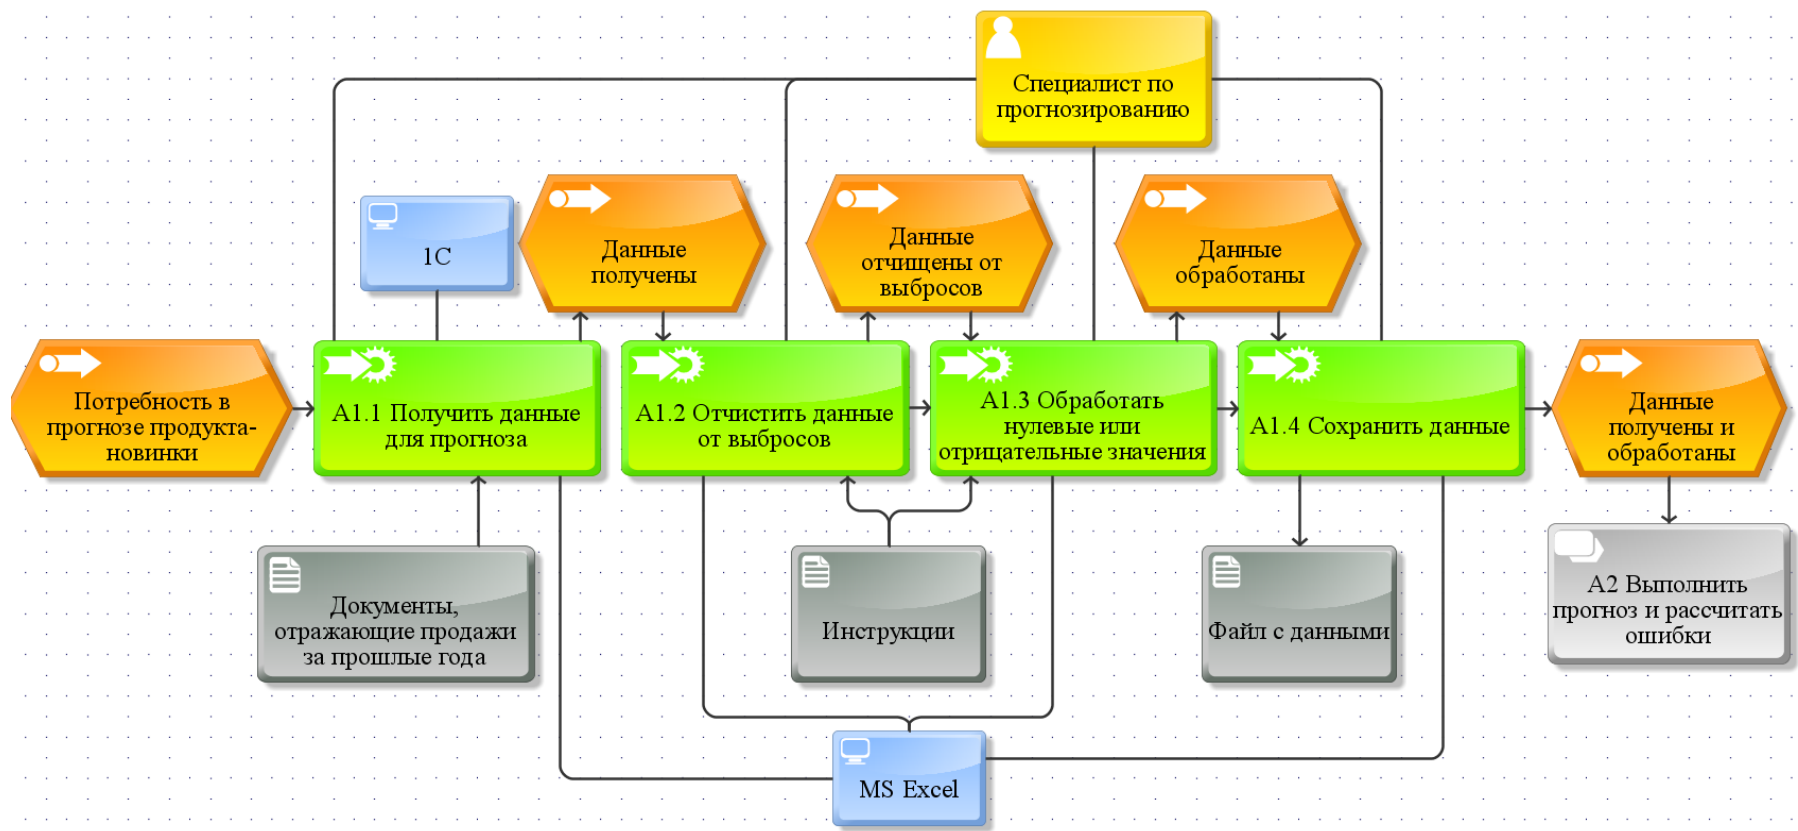 Специалист по
прогнозированию
1С
Данные
получены
Данные
отчищены от
выбросов
Данные
обработаны
Потребность в
прогнозе продукта-
новинки
А1.1 Получить данные
для прогноза
А1.2 Отчистить данные
от выбросов
А1.3 Обработать
нулевые или
отрицательные значения
А1.4 Сохранить данные
Данные
получены и
обработаны
Документы,
отражающие продажи
за прошлые года
Инструкции
Файл с данными
А2 Выполнить
прогноз и рассчитать
ошибки
MS Excel